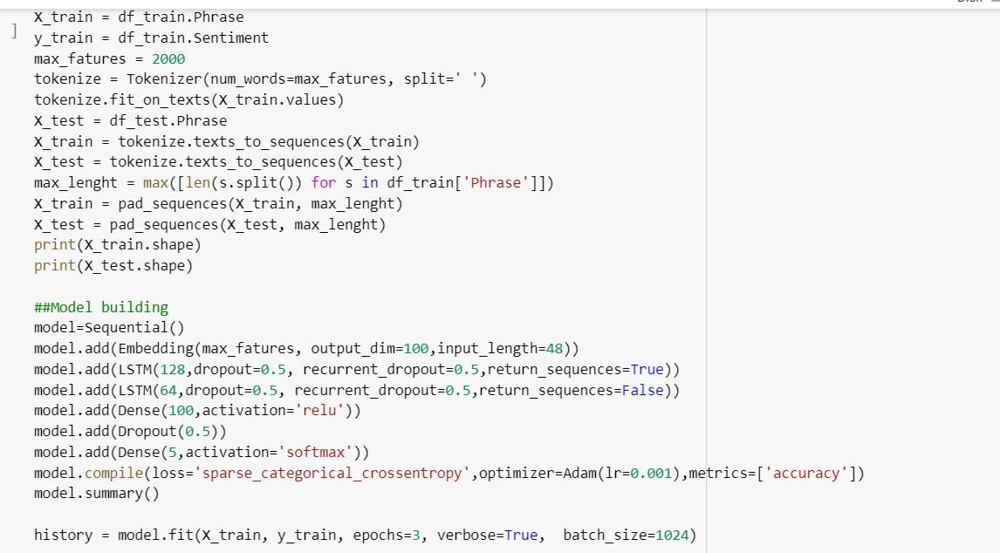 X_train = df_train.Phrase
]
y_train = df_train.Sentiment
max_fatures = 2000
tokenize = Tokenizer(num_words=max_fatures, split=' ')
tokenize.fit_on_texts(X_train.values)
X_test = df_test.Phrase
X_train = tokenize.texts_to_sequences(X_train)
X_test = tokenize.texts_to_sequences(X_test)
max_lenght = max([len(s.split()) for s in df_train['Phrase']])
X_train = pad_sequences(X_train, max_lenght)
X_test = pad_sequences(X_test, max_lenght)
print(X_train.shape)
print(X_test.shape)
##Model building
model=Sequential()
model.add(Embedding(max_fatures, output_dim=100,input_length=48))
model.add(LSTM(128,dropout=0.5, recurrent_dropout=0.5,return_sequences=True))
model.add(LSTM(64,dropout=0.5, recurrent_dropout=0.5,return_sequences=False))
model.add(Dense(100,activation='relu'))
model.add(Dropout(0.5))
model.add(Dense(5,activation='softmax'))
model.compile(loss='sparse_categorical_crossentropy',optimizer=Adam(lr=0.001),metrics=['accuracy'])
model.summary()
history = model.fit(X_train, y_train, epochs=3, verbose=True,  batch_size=1024)